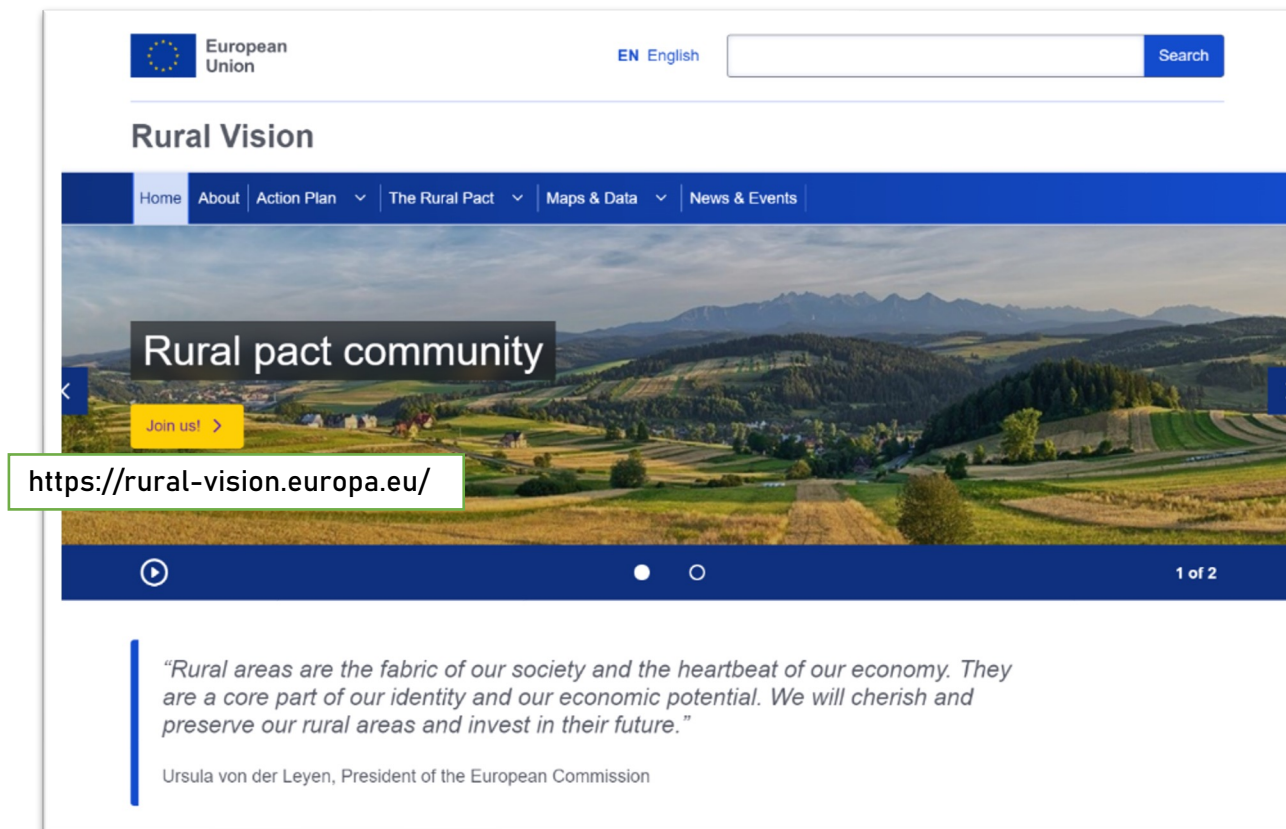 European
Union
EN English
Search
Rural Vision
Home About Action Plan The Rural Pact Maps & Data News & Events
Rural pact community
Join us!
https://rural-vision.europa.eu/
1 of 2
“Rural areas are the fabric of our society and the heartbeat of our economy. They
are a core part of our identity and our economic potential. We will cherish and
preserve our rural areas and invest in their future.”
Ursula von der Leyen, President of the European Commission